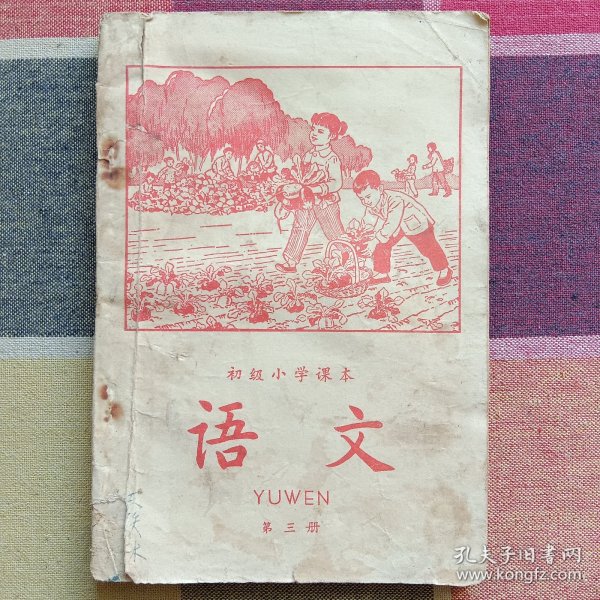 初级小学课本
语文
YUWEN
第三册
孔夫子旧书网
www.kongfz.com